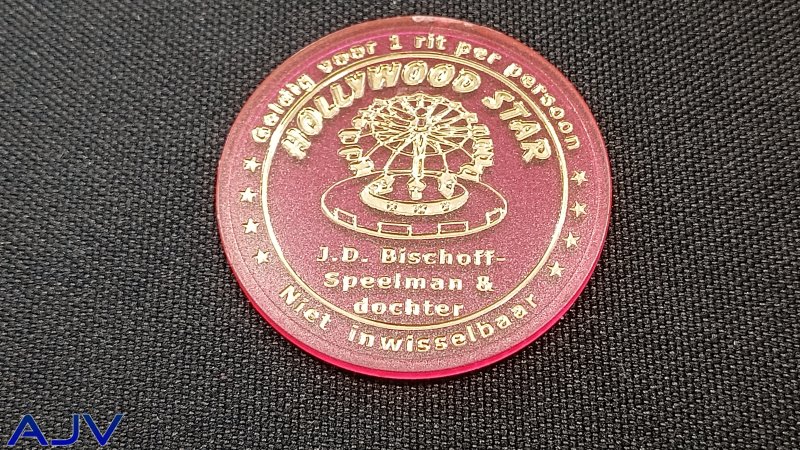 Geldig voor 1 rit per persoon
HOLLYWOOD STAR
J.D. Bischoff-
Speelman &
dochter
Niet inwisselbaar
AJV